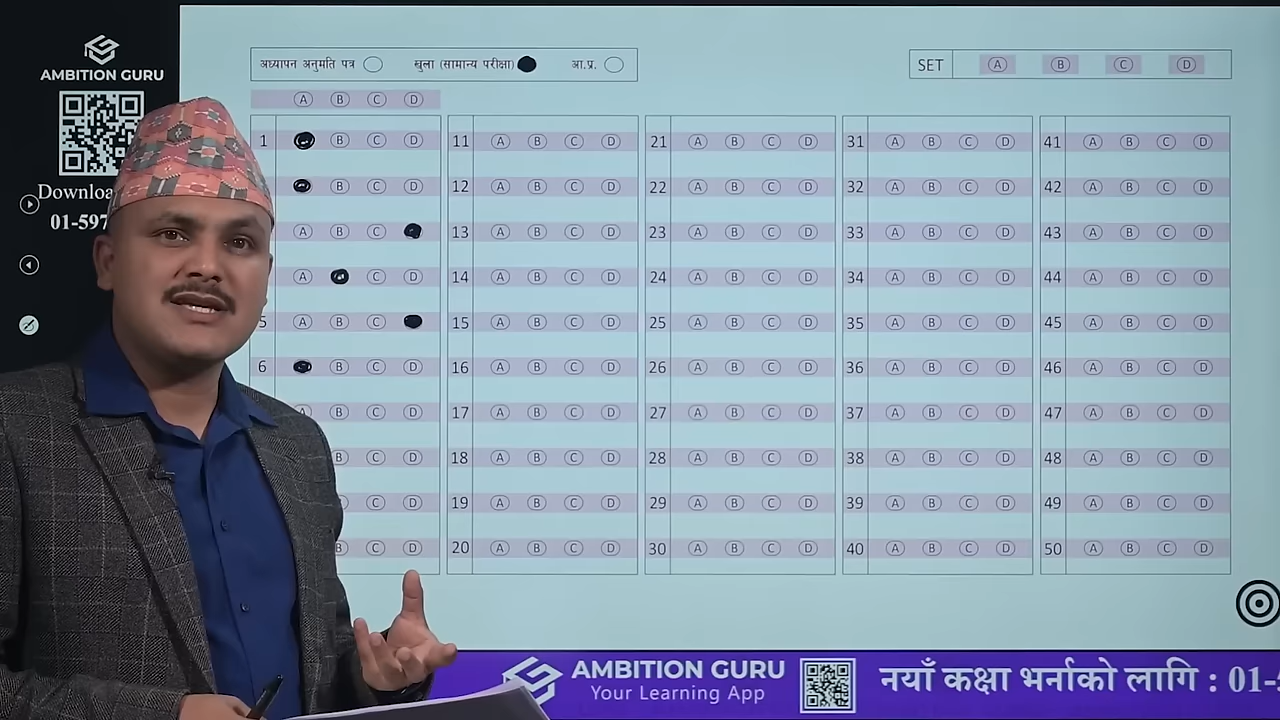 AMBITION GURU
01-597
अध्यापन अनुमति पत्र
खुला (सामान्य परीक्षा)
आ.प्र.
SET A B C D
A B C D
1 B C D
B C D
A B C
A C D
5 A B C
6 B C D
A B C D
B C D
C D
B C D
11 A B C D
12 A B C D
13 A B C D
14 A B C D
15 A B C D
16 A B C D
17 A B C D
18 A B C D
19 A B C D
20 A B C D
21 A B C D
22 A B C D
23 A B C D
24 A B C D
25 A B C D
26 A B C D
27 A B C D
28 A B C D
29 A B C D
30 A B C D
31 A B C D
32 A B C D
33 A B C D
34 A B C D
35 A B C D
36 A B C D
37 A B C D
38 A B C D
39 A B C D
40 A B C D
41 A B C D
42 A B C D
43 A B C D
44 A B C D
45 A B C D
46 A B C D
47 A B C D
48 A B C D
49 A B C D
50 A B C D
AMBITION GURU
Your Learning App
नयाँ कक्षा भर्नाको लागि : 01-